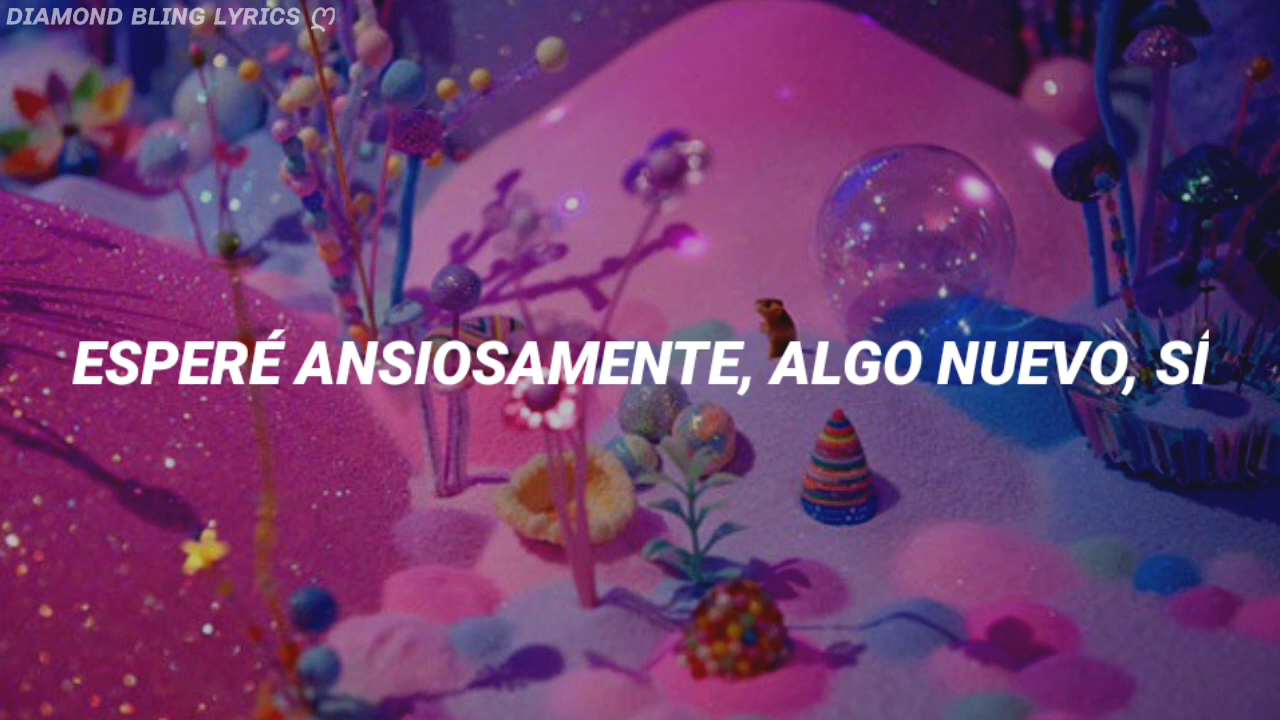 DIAMOND BLING LYRICS ღ
ESPERÉ ANSIOSAMENTE, ALGO NUEVO, SÍ